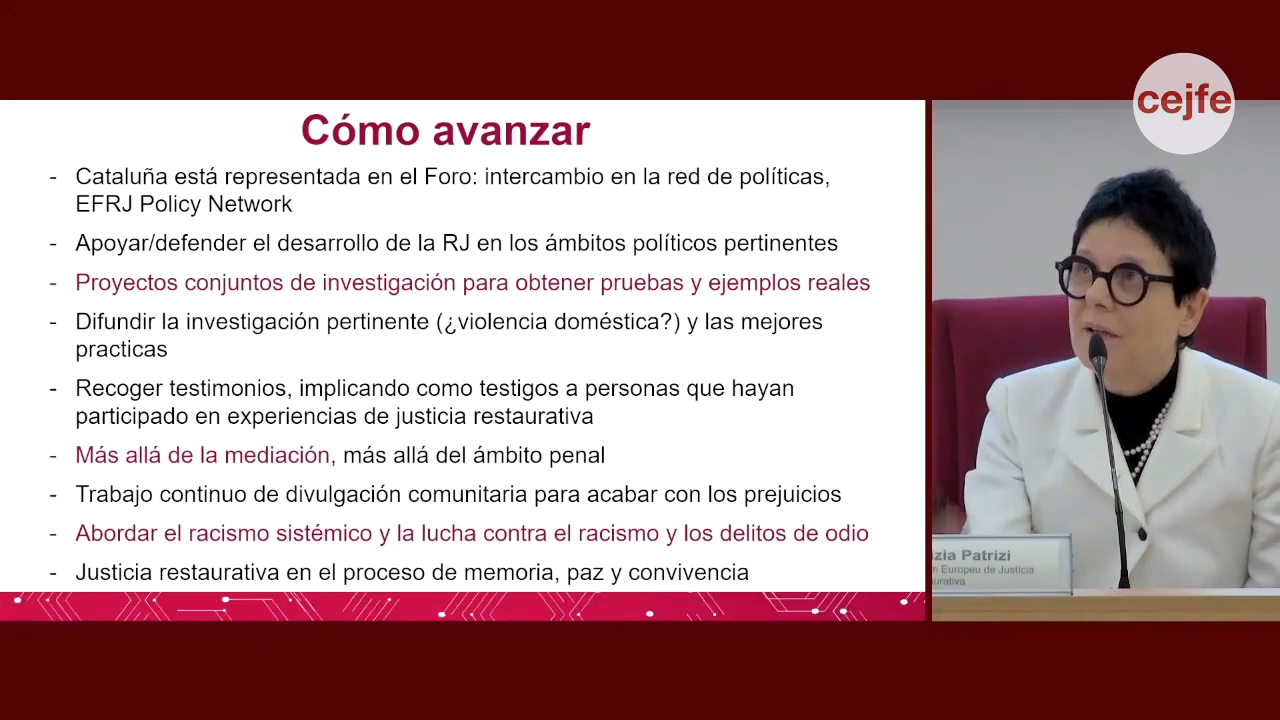 cejfe
Cómo avanzar
- Cataluña está representada en el Foro: intercambio en la red de políticas,
EFRJ Policy Network
- Apoyar/defender el desarrollo de la RJ en los ámbitos políticos pertinentes
- Proyectos conjuntos de investigación para obtener pruebas y ejemplos reales
- Difundir la investigación pertinente (¿violencia doméstica?) y las mejores
practicas
- Recoger testimonios, implicando como testigos a personas que hayan
participado en experiencias de justicia restaurativa
- Más allá de la mediación, más allá del ámbito penal
- Trabajo continuo de divulgación comunitaria para acabar con los prejuicios
- Abordar el racismo sistémico y la lucha contra el racismo y los delitos de odio
- Justicia restaurativa en el proceso de memoria, paz y convivencia
izia Patrizi
m Europeu de Justicia
aurativa